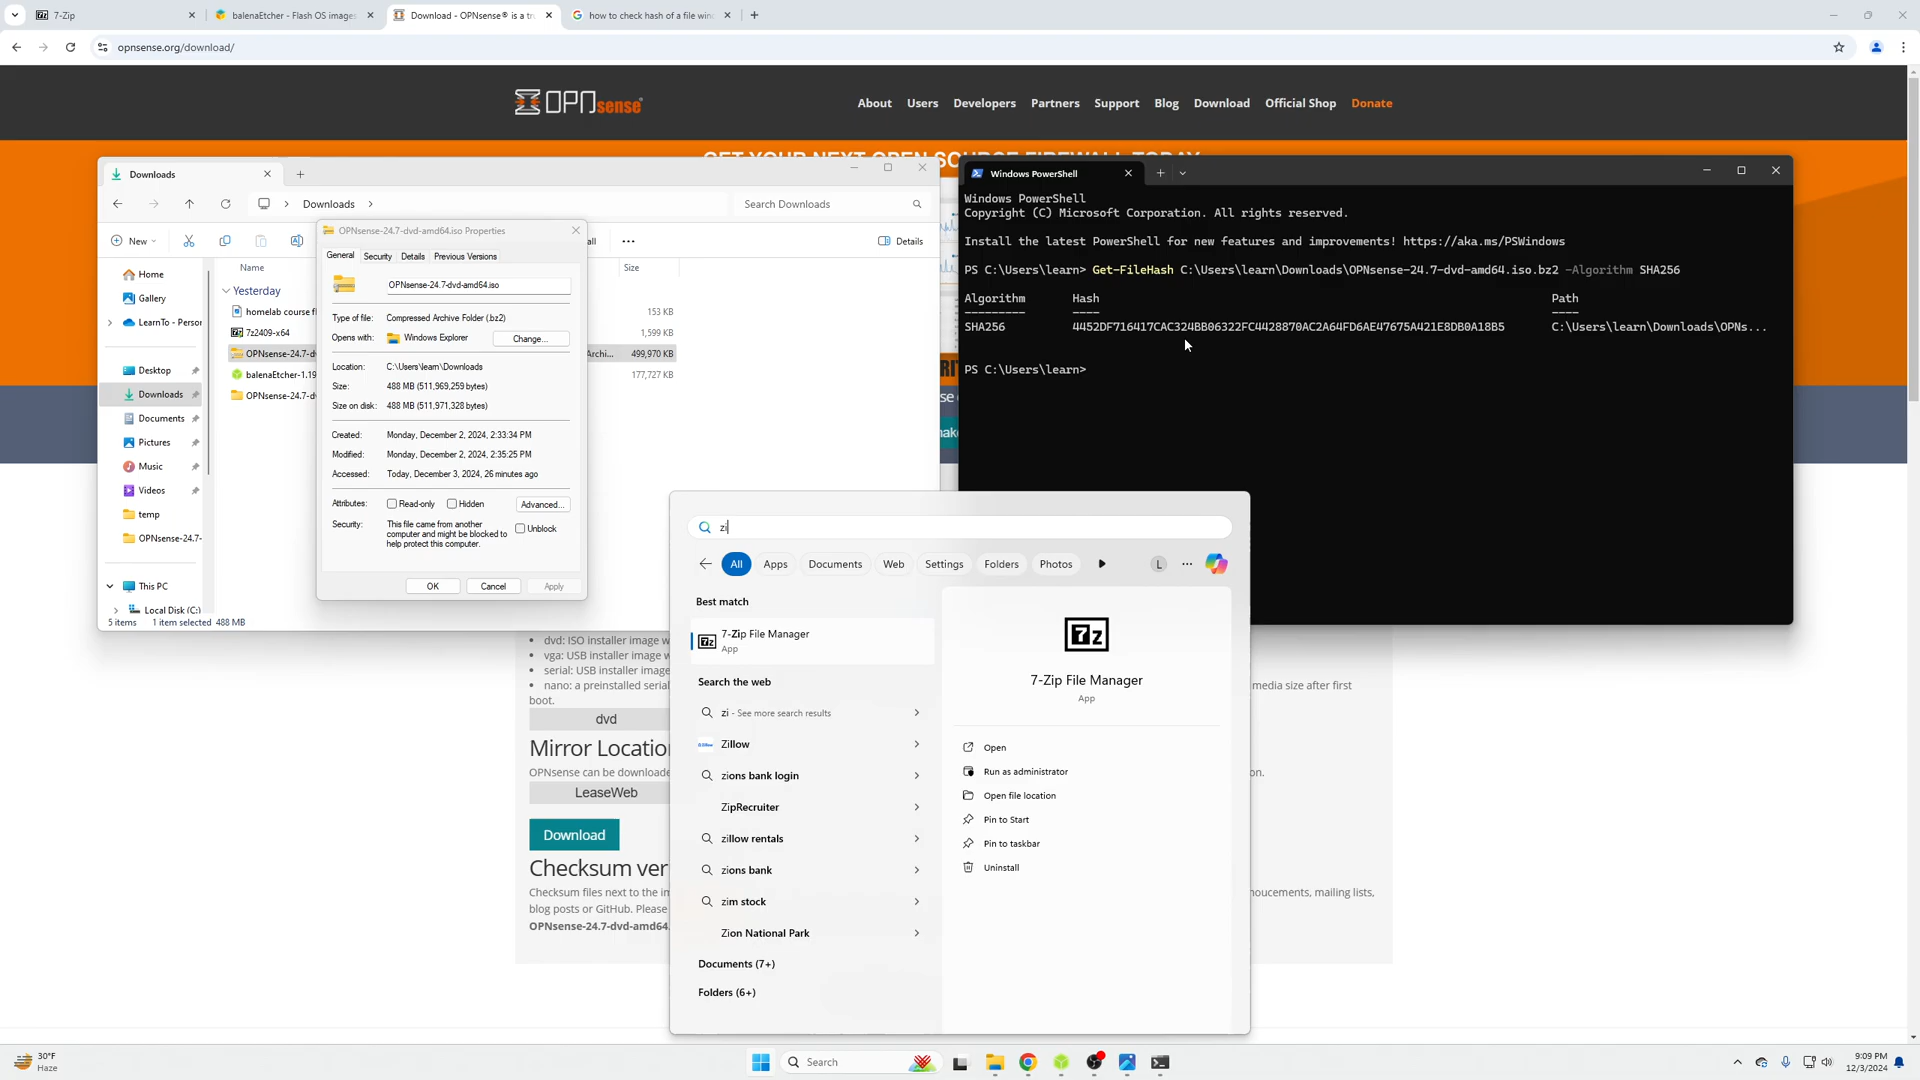 7-Zip
balenaEtcher - Flash OS images
Download - OPNsense® is a tru
how to check hash of a file win
opnsense.org/download/
OPNsense
About Users Developers Partners Support Blog Download Official Shop Donate
GET YOUR NEXT OPEN SOURCE FIREWALL TODAY
Downloads
Downloads
Search Downloads
New
Details
Home
Gallery
LearnTo - Person
Desktop
Downloads
Documents
Pictures
Music
Videos
temp
OPNsense-24.7-
This PC
Local Disk (C:)
5 items 1 item selected 488 MB
Name
Size
Yesterday
homelab course f
153 KB
7z2409-x64
1,599 KB
OPNsense-24.7-d
Archi...
499,970 KB
balenaEtcher-1.19
177,727 KB
OPNsense-24.7-d
OPNsense-24.7-dvd-amd64.iso Properties
General Security Details Previous Versions
OPNsense-24.7-dvd-amd64.iso
Type of file: Compressed Archive Folder (.bz2)
Opens with: Windows Explorer Change...
Location: C:\Users\learn\Downloads
Size: 488 MB (511,969,259 bytes)
Size on disk: 488 MB (511,971,328 bytes)
Created: Monday, December 2, 2024, 2:33:34 PM
Modified: Monday, December 2, 2024, 2:35:25 PM
Accessed: Today, December 3, 2024, 26 minutes ago
Attributes: Read-only Hidden Advanced...
Security: This file came from another
computer and might be blocked to
help protect this computer.
Unblock
OK Cancel Apply
Windows PowerShell
Windows PowerShell
Copyright (C) Microsoft Corporation. All rights reserved.
Install the latest PowerShell for new features and improvements! https://aka.ms/PSWindows
PS C:\Users\learn> Get-FileHash C:\Users\learn\Downloads\OPNsense-24.7-dvd-amd64.iso.bz2 -Algorithm SHA256
Algorithm Hash Path
--------- ---- ----
SHA256 4452DF716417CAC324BB06322FC4428870AC2A64FD6AE47675A421E8DB0A18B5 C:\Users\learn\Downloads\OPNs...
PS C:\Users\learn>
zi
All Apps Documents Web Settings Folders Photos
L
Best match
7-Zip File Manager
App
Search the web
zi - See more search results
Zillow
zions bank login
ZipRecruiter
zillow rentals
zions bank
zim stock
Zion National Park
Documents (7+)
Folders (6+)
7-Zip File Manager
App
Open
Run as administrator
Open file location
Pin to Start
Pin to taskbar
Uninstall
dvd: ISO installer image w
vga: USB installer image w
serial: USB installer image
nano: a preinstalled serial
media size after first
boot.
dvd
Mirror Location
OPNsense can be downloade
on.
LeaseWeb
Download
Checksum ver
Checksum files next to the im
noucements, mailing lists,
blog posts or GitHub. Please
OPNsense-24.7-dvd-amd64.
30°F
Haze
Search
9:09 PM
12/3/2024